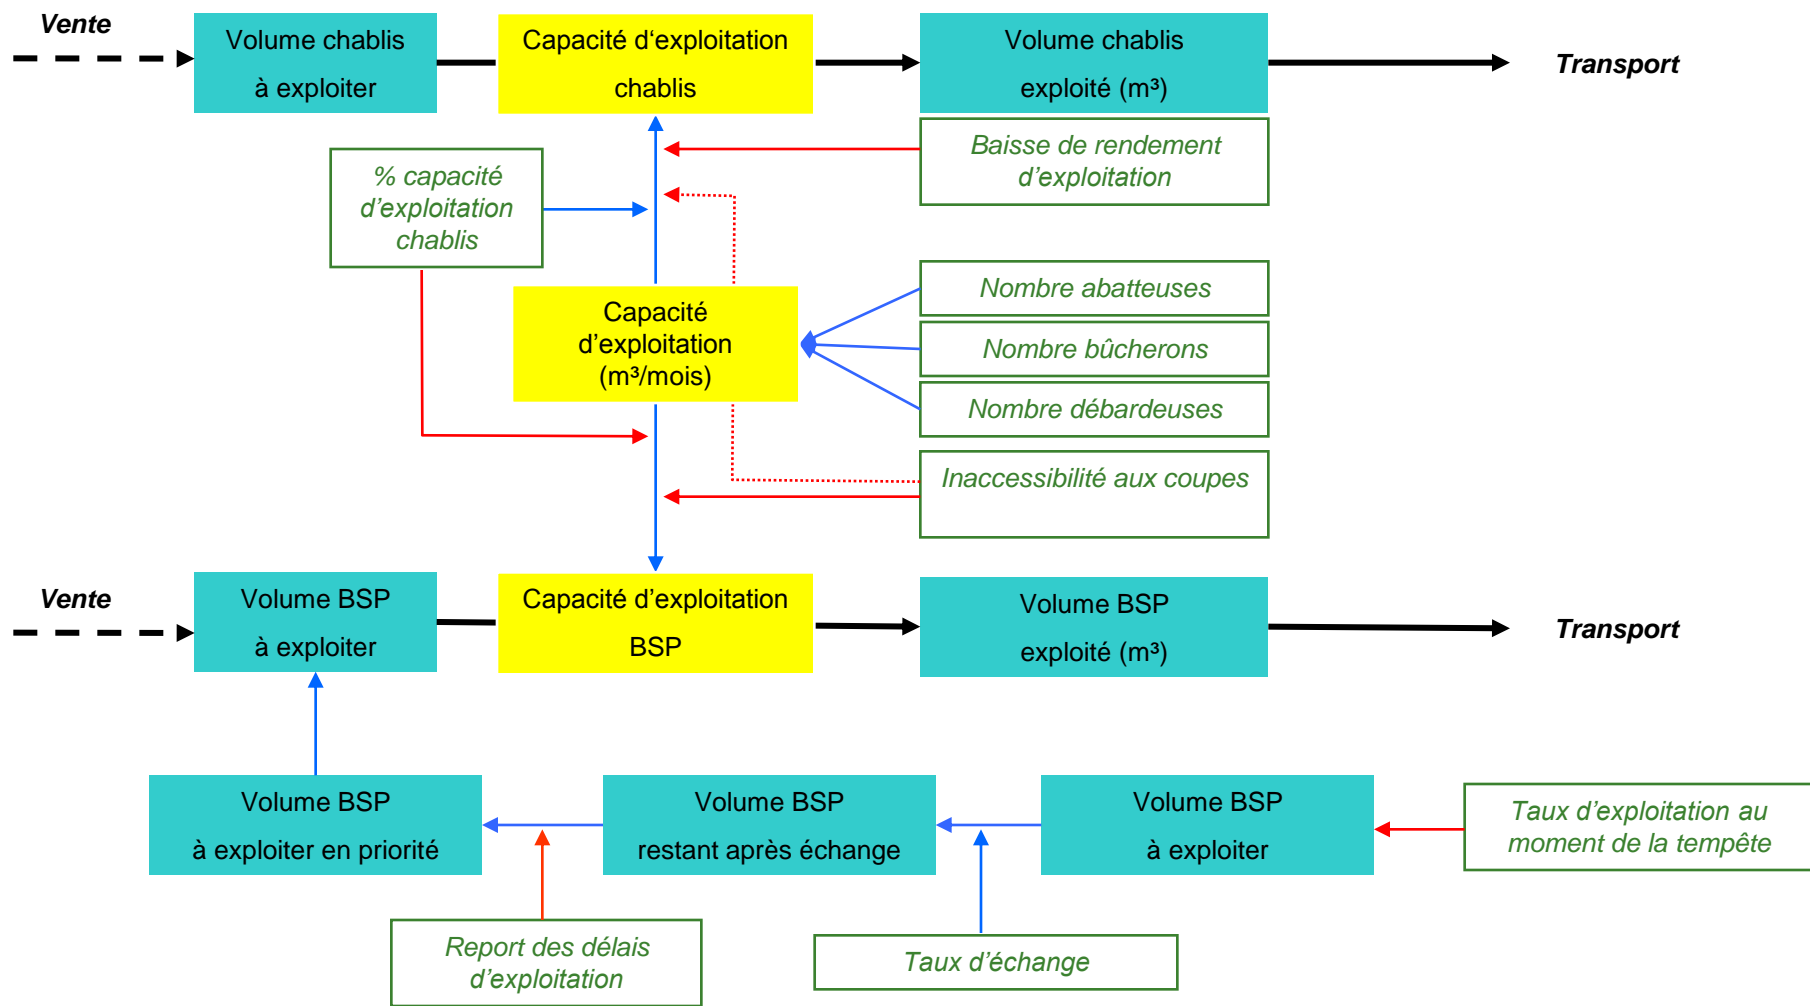 Vente
Volume chablis
à exploiter
Capacité d‘exploitation
chablis
Volume chablis
exploité (m³)
Transport
Baisse de rendement
d’exploitation
% capacité
d’exploitation
chablis
Nombre abatteuses
Capacité
d’exploitation
(m³/mois)
Nombre bûcherons
Nombre débardeuses
Inaccessibilité aux coupes
Vente
Volume BSP
à exploiter
Capacité d’exploitation
BSP
Volume BSP
exploité (m³)
Transport
Volume BSP
à exploiter en priorité
Volume BSP
restant après échange
Volume BSP
à exploiter
Taux d’exploitation au
moment de la tempête
Report des délais
d’exploitation
Taux d’échange